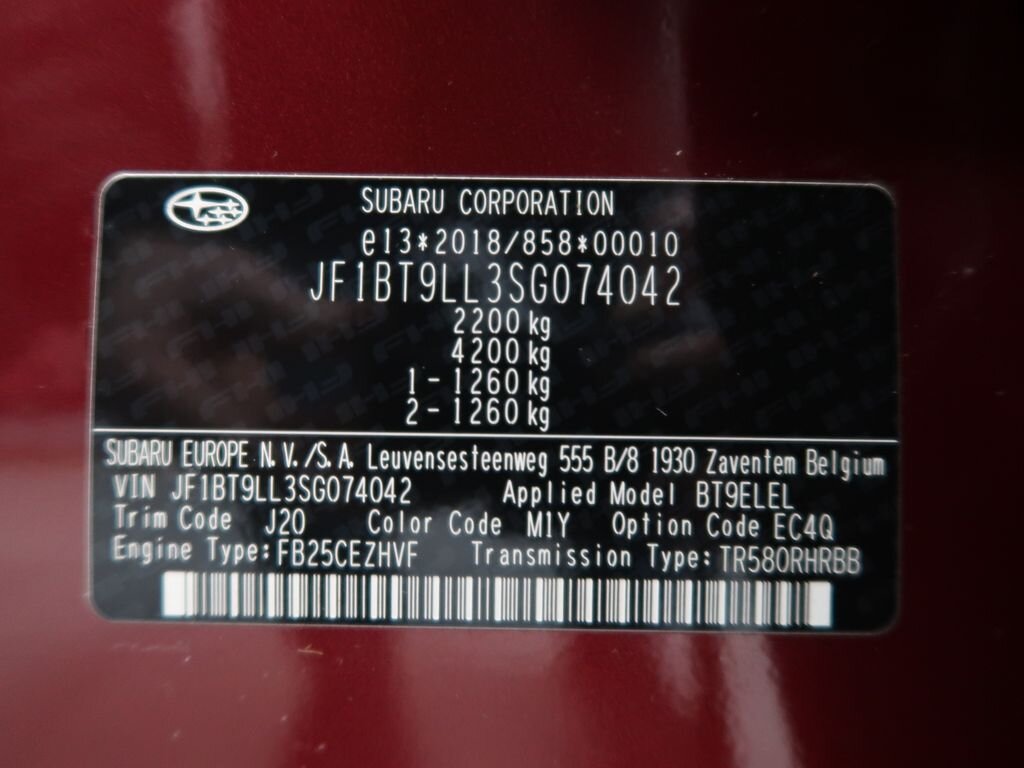 SUBARU CORPORATION
e13*2018/858*00010
JF1BT9LL3SG074042
2200 kg
4200 kg
1 - 1260 kg
2 - 1260 kg
SUBARU EUROPE N.V./S.A. Leuvensesteenweg 555 B/8 1930 Zaventem Belgium
VIN JF1BT9LL3SG074042 Applied Model BT9ELEL
Trim Code J20 Color Code M1Y Option Code EC4Q
Engine Type:FB25CEZHVF Transmission Type:TR580RHRBB